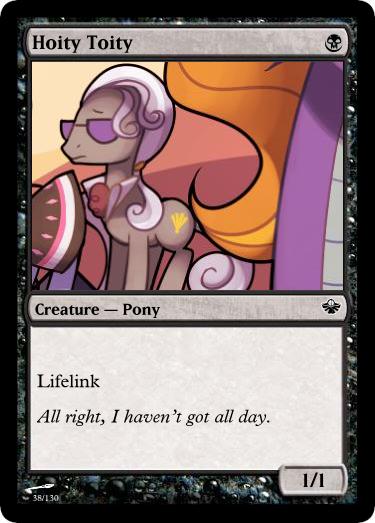 Hoity Toity
Creature — Pony
Lifelink
All right, I haven't got all day.
1/1
38/130